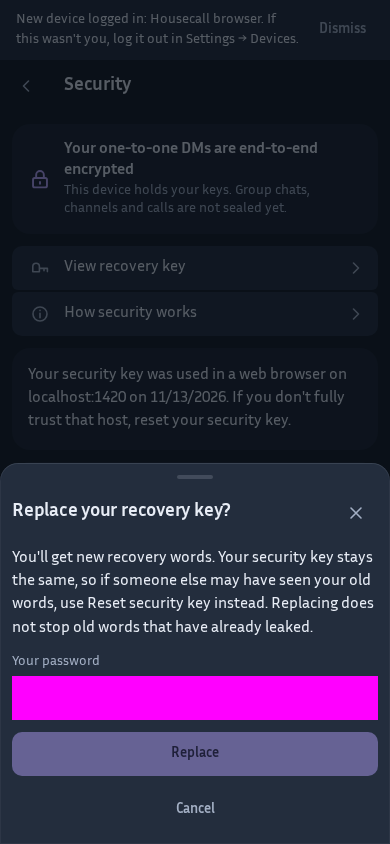 New device logged in: Housecall browser. If
this wasn't you, log it out in Settings → Devices.
Dismiss
Security
Your one-to-one DMs are end-to-end
encrypted
This device holds your keys. Group chats,
channels and calls are not sealed yet.
View recovery key
How security works
Your security key was used in a web browser on
localhost:1420 on 11/13/2026. If you don't fully
trust that host, reset your security key.
Replace your recovery key?
You'll get new recovery words. Your security key stays
the same, so if someone else may have seen your old
words, use Reset security key instead. Replacing does
not stop old words that have already leaked.
Your password
Replace
Cancel